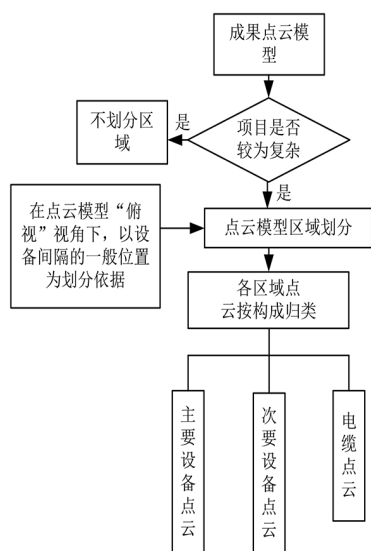 成果点云模
型
不划分区
域
是
项目是否
较为复杂
是
在点云模型“俯
视”视角下，以设
备间隔的一般位置
为划分依据
点云模型区域划分
各区域点
云按构成归类
主要设备点云
次要设备点云
电缆点云